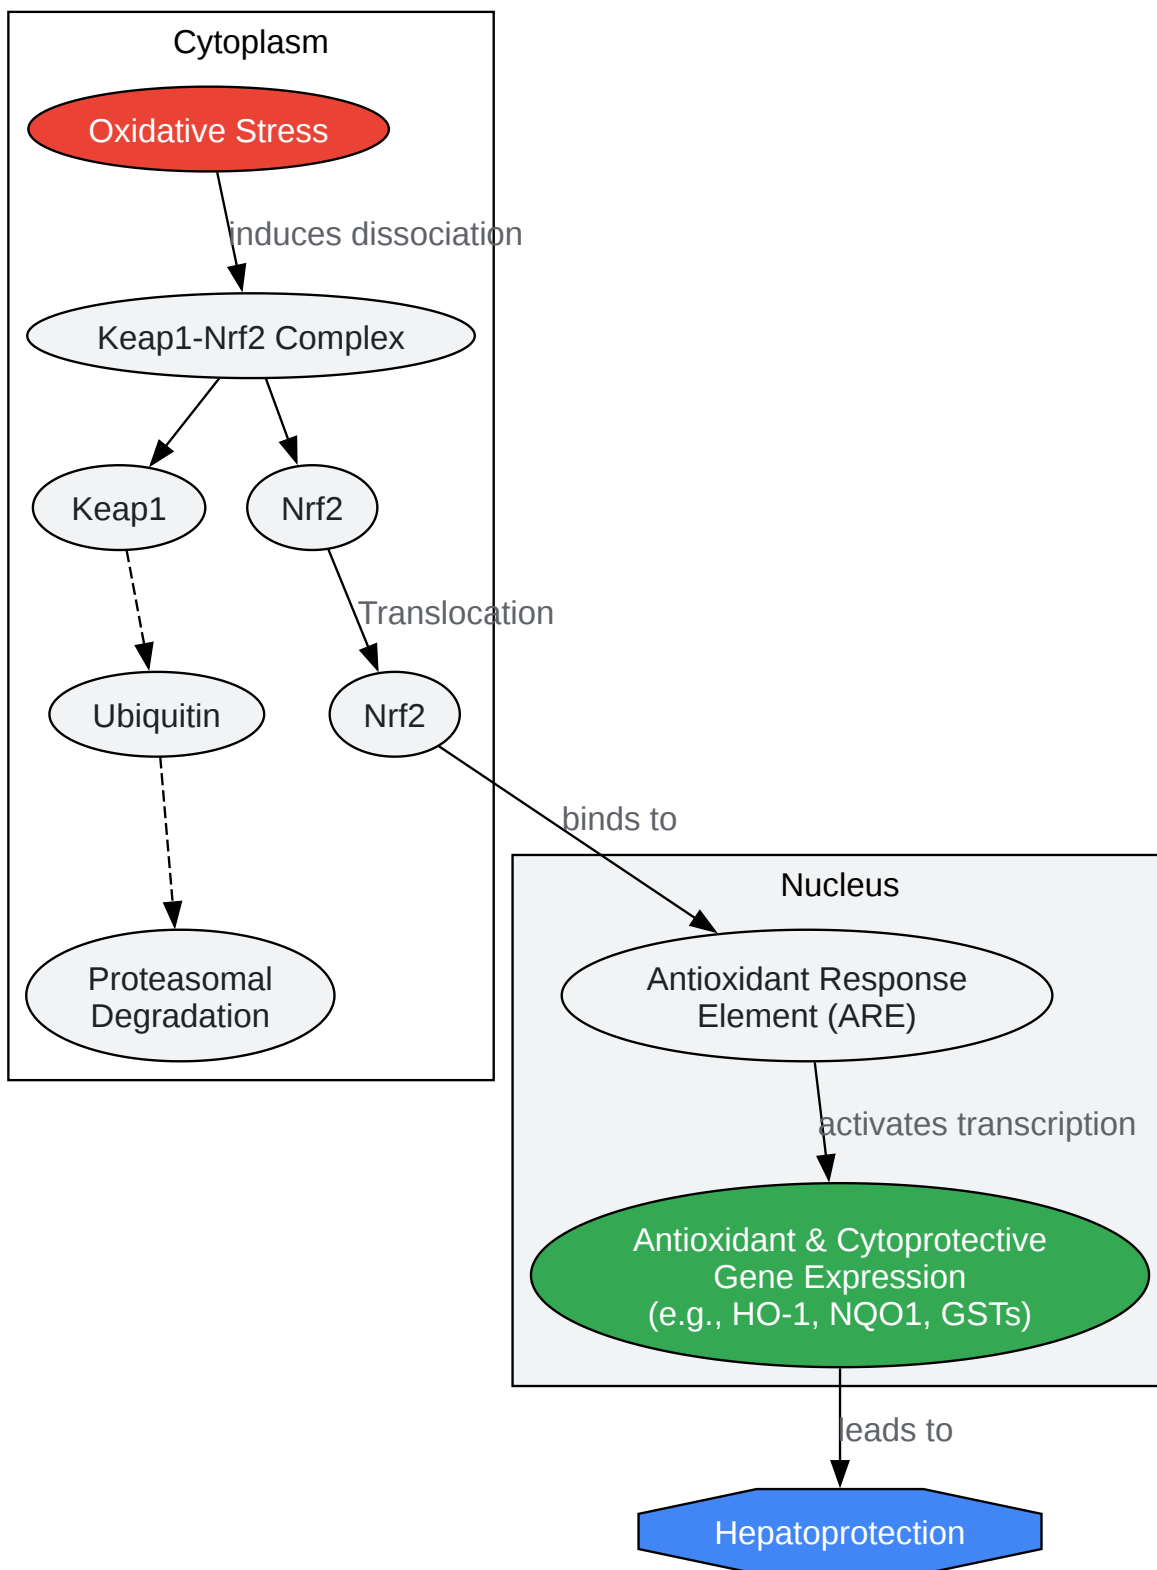 Cytoplasm
Oxidative Stress
induces dissociation
Keap1-Nrf2 Complex
Keap1
Nrf2
Translocation
Ubiquitin
Nrf2
binds to
Nucleus
Proteasomal
Degradation
Antioxidant Response
Element (ARE)
activates transcription
Antioxidant & Cytoprotective
Gene Expression
(e.g., HO-1, NQO1, GSTs)
leads to
Hepatoprotection